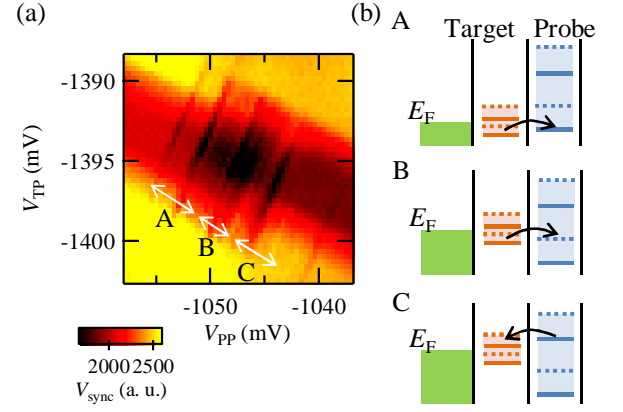 (a)
-1390
-1395
-1400
V_TP (mV)
A
B
C
-1050
-1040
V_PP (mV)
2000 2500
V_sync (a. u.)
(b)
A
Target Probe
E_F
B
E_F
C
E_F